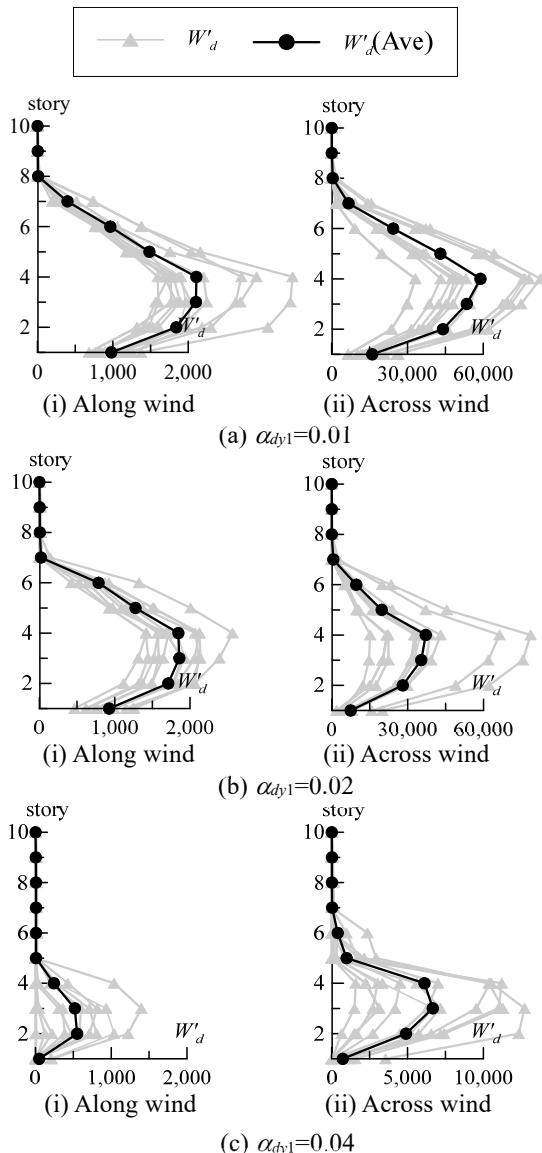 W'd W'd(Ave)
story
10
8
6
4
2
W'd
0 1,000 2,000
(i) Along wind
10
8
6
4
2
W'd
0 30,000 60,000
(ii) Across wind
(a) αdy1=0.01
story
10
8
6
4
2
W'd
0 1,000 2,000
(i) Along wind
10
8
6
4
2
W'd
0 30,000 60,000
(ii) Across wind
(b) αdy1=0.02
story
10
8
6
4
2
W'd
0 1,000 2,000
(i) Along wind
10
8
6
4
2
W'd
0 5,000 10,000
(ii) Across wind
(c) αdy1=0.04